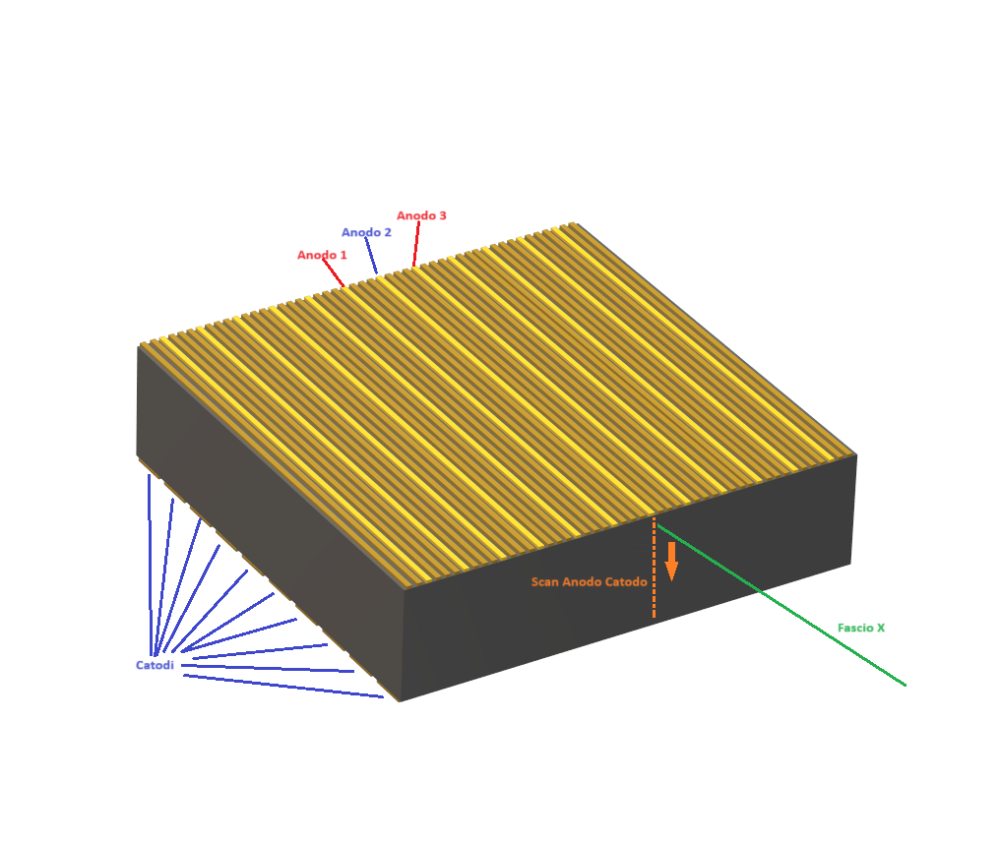 Anodo 3
Anodo 2
Anodo 1
Scan Anodo Catodo
Fascio X
Catodi